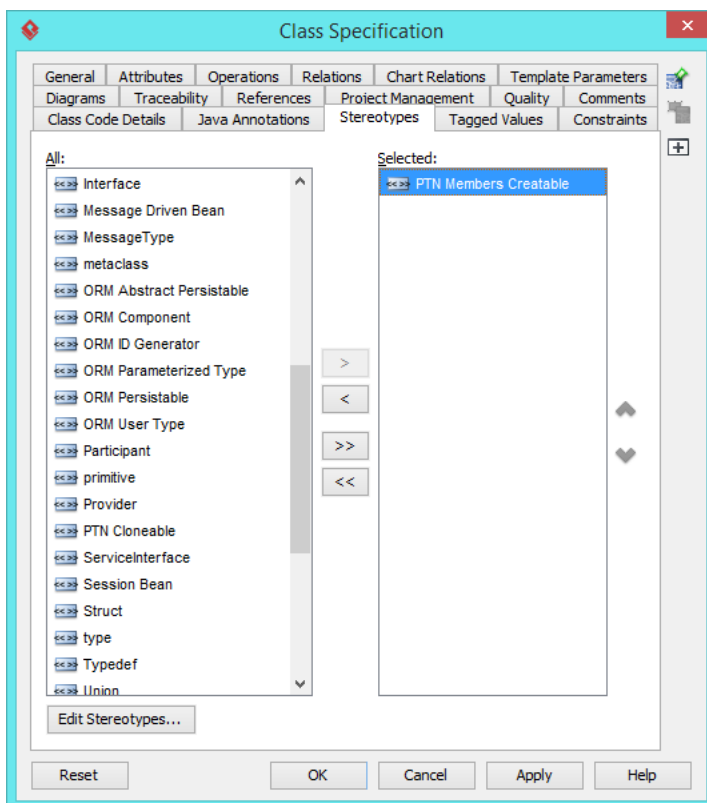 Class Specification
General Attributes Operations Relations Chart Relations Template Parameters
Diagrams Traceability References Project Management Quality Comments
Class Code Details Java Annotations Stereotypes Tagged Values Constraints
All: Selected:
<<>> Interface <<>> PTN Members Creatable
<<>> Message Driven Bean
<<>> MessageType
<<>> metaclass
<<>> ORM Abstract Persistable
<<>> ORM Component
<<>> ORM ID Generator
<<>> ORM Parameterized Type
<<>> ORM Persistable
<<>> ORM User Type
<<>> Participant
<<>> primitive
<<>> Provider
<<>> PTN Cloneable
<<>> ServiceInterface
<<>> Session Bean
<<>> Struct
<<>> type
<<>> Typedef
<<>> Union
>
<
>>
<<
Edit Stereotypes...
Reset OK Cancel Apply Help